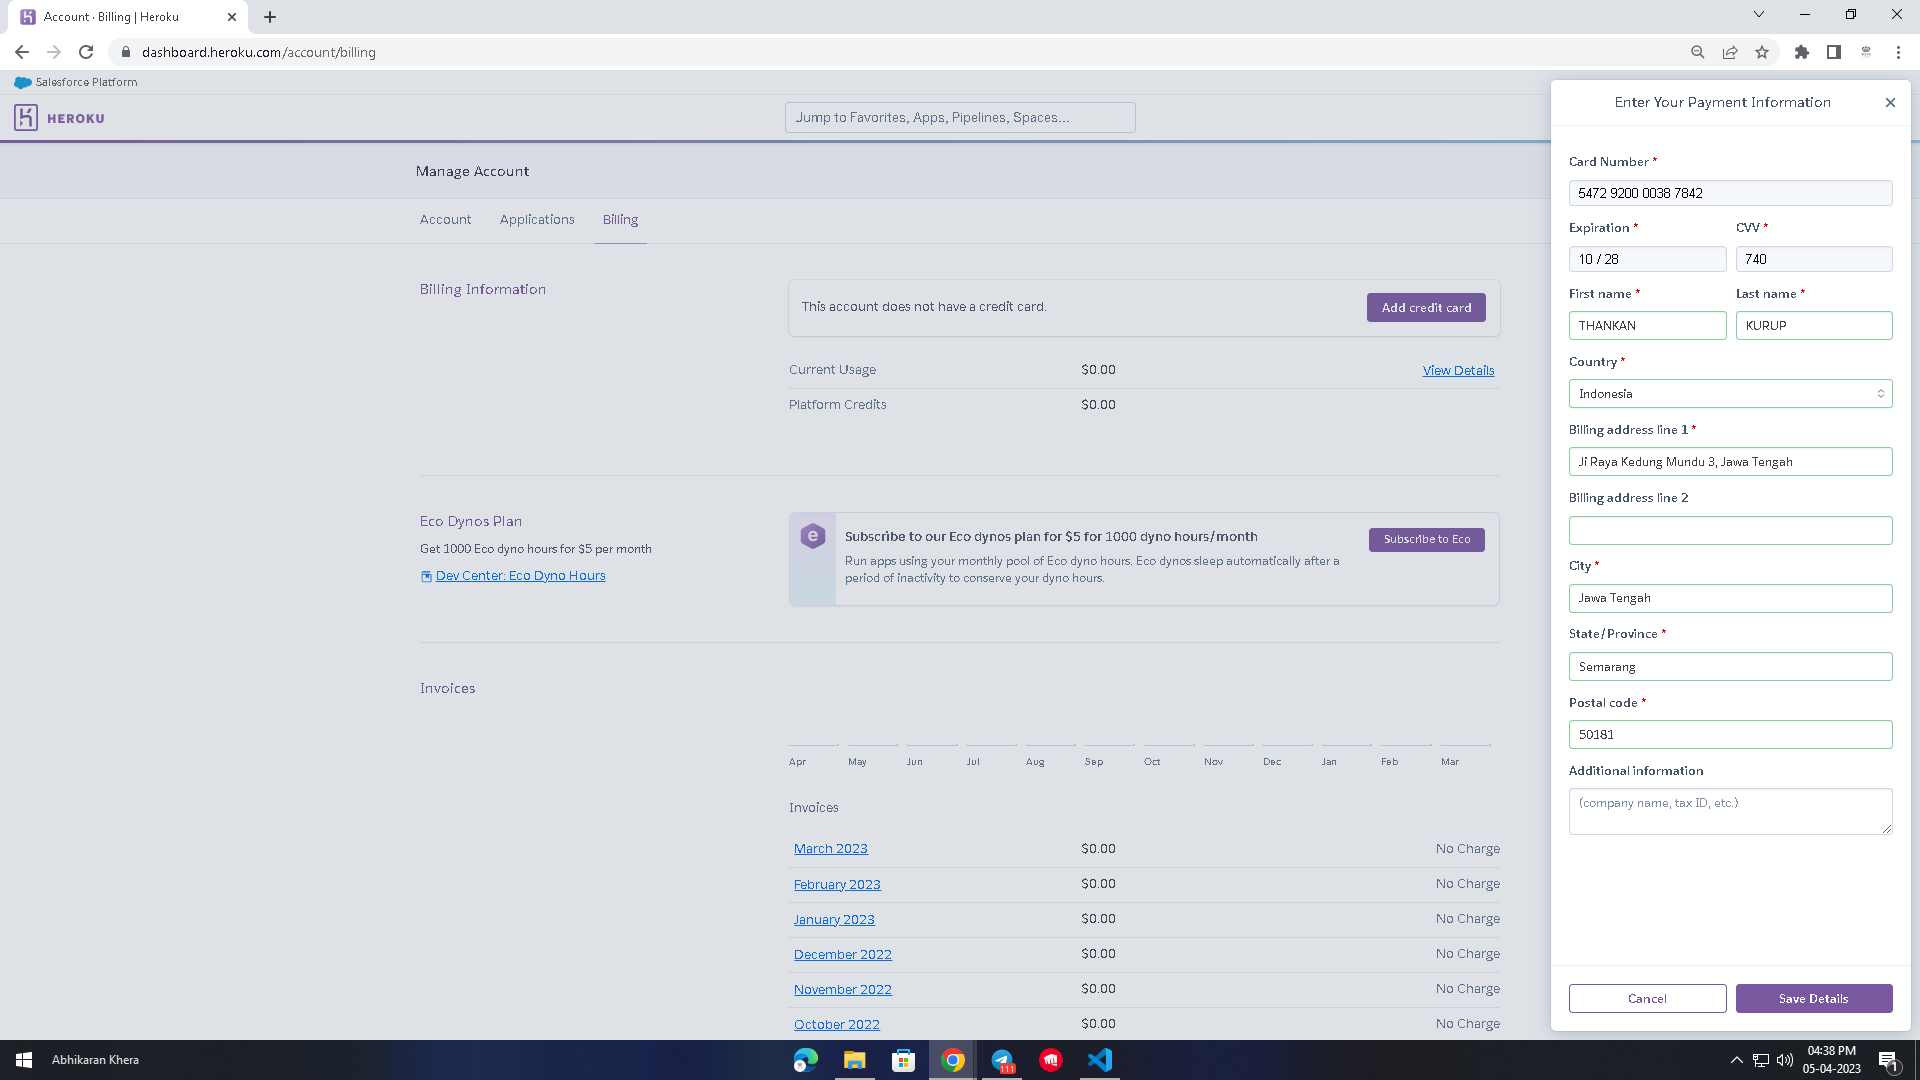 Account · Billing | Heroku
dashboard.heroku.com/account/billing
Salesforce Platform
HEROKU
Jump to Favorites, Apps, Pipelines, Spaces...
Manage Account
Account
Applications
Billing
Billing Information
This account does not have a credit card.
Add credit card
Current Usage $0.00 View Details
Platform Credits $0.00
Eco Dynos Plan
Get 1000 Eco dyno hours for $5 per month
Dev Center: Eco Dyno Hours
e
Subscribe to our Eco dynos plan for $5 for 1000 dyno hours/month
Run apps using your monthly pool of Eco dyno hours. Eco dynos sleep automatically after a
period of inactivity to conserve your dyno hours.
Subscribe to Eco
Invoices
Apr May Jun Jul Aug Sep Oct Nov Dec Jan Feb Mar
Invoices
March 2023 $0.00 No Charge
February 2023 $0.00 No Charge
January 2023 $0.00 No Charge
December 2022 $0.00 No Charge
November 2022 $0.00 No Charge
October 2022 $0.00 No Charge
Enter Your Payment Information
Card Number *
5472 9200 0038 7842
Expiration * CVV *
10 / 28 740
First name * Last name *
THANKAN KURUP
Country *
Indonesia
Billing address line 1 *
Ji Raya Kedung Mundu 3, Jawa Tengah
Billing address line 2
City *
Jawa Tengah
State/Province *
Semarang
Postal code *
50181
Additional information
(company name, tax ID, etc.)
Cancel
Save Details
Abhikaran Khera
111
04:38 PM
05-04-2023
1